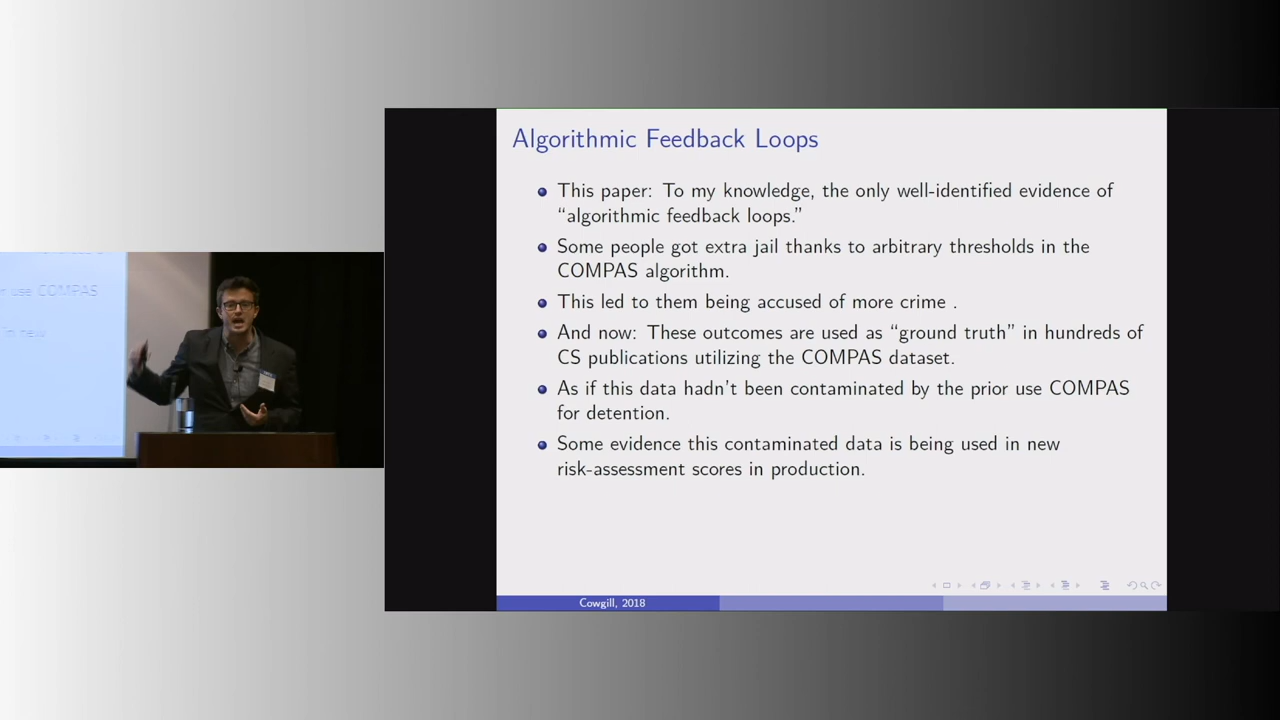 Algorithmic Feedback Loops
This paper: To my knowledge, the only well-identified evidence of
“algorithmic feedback loops.”
Some people got extra jail thanks to arbitrary thresholds in the
COMPAS algorithm.
This led to them being accused of more crime .
And now: These outcomes are used as “ground truth” in hundreds of
CS publications utilizing the COMPAS dataset.
As if this data hadn't been contaminated by the prior use COMPAS
for detention.
Some evidence this contaminated data is being used in new
risk-assessment scores in production.
Cowgill, 2018
use COMPAS
in new